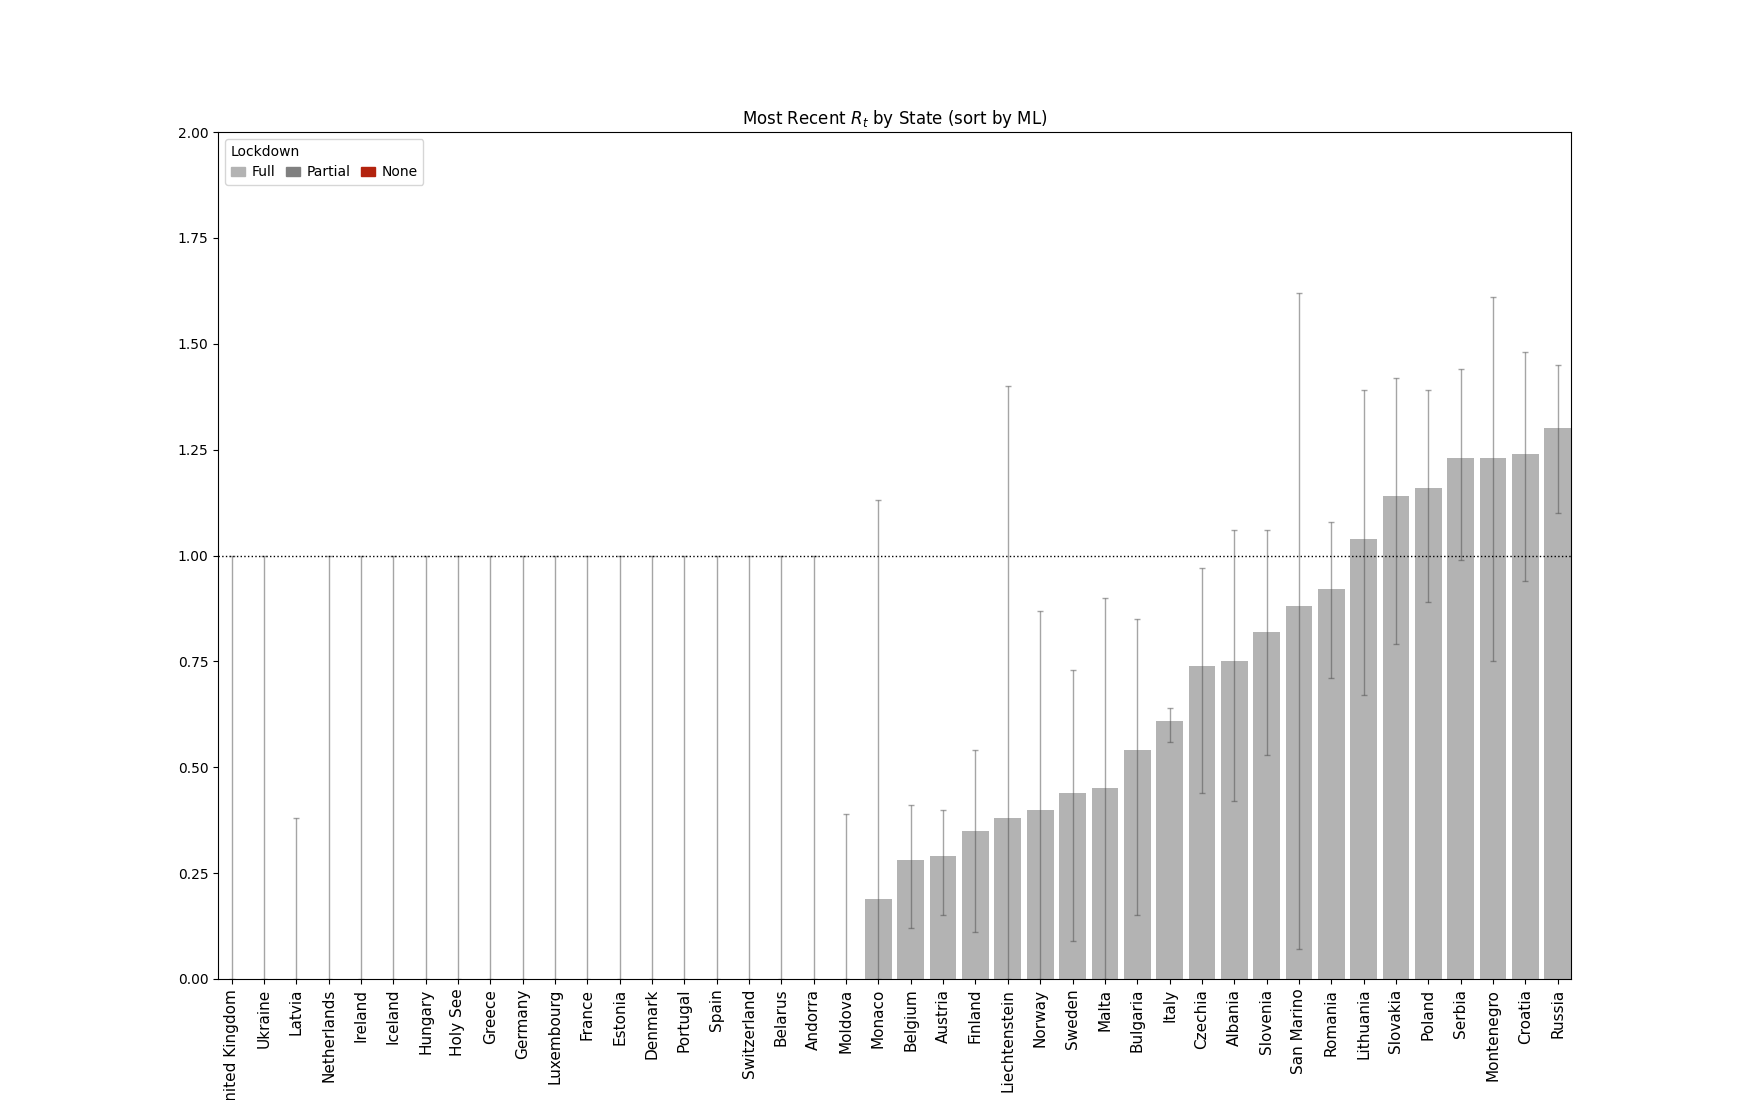 Most Recent R_t by State (sort by ML)
2.00
Lockdown
Full Partial None
1.75
1.50
1.25
1.00
0.75
0.50
0.25
0.00
nited Kingdom
Ukraine
Latvia
Netherlands
Ireland
Iceland
Hungary
Holy See
Greece
Germany
Luxembourg
France
Estonia
Denmark
Portugal
Spain
Switzerland
Belarus
Andorra
Moldova
Monaco
Belgium
Austria
Finland
Liechtenstein
Norway
Sweden
Malta
Bulgaria
Italy
Czechia
Albania
Slovenia
San Marino
Romania
Lithuania
Slovakia
Poland
Serbia
Montenegro
Croatia
Russia